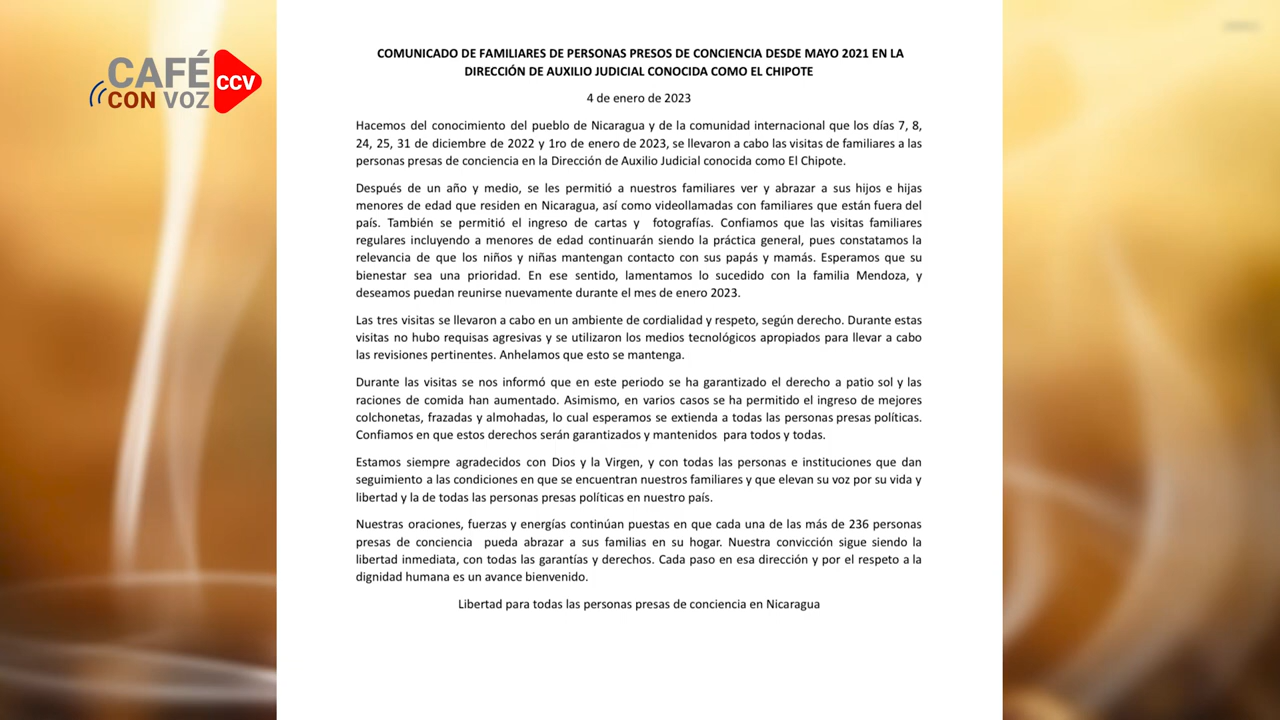 CAFÉ
CON VOZ
CCV
COMUNICADO DE FAMILIARES DE PERSONAS PRESOS DE CONCIENCIA DESDE MAYO 2021 EN LA
DIRECCIÓN DE AUXILIO JUDICIAL CONOCIDA COMO EL CHIPOTE
4 de enero de 2023
Hacemos del conocimiento del pueblo de Nicaragua y de la comunidad internacional que los días 7, 8,
24, 25, 31 de diciembre de 2022 y 1ro de enero de 2023, se llevaron a cabo las visitas de familiares a las
personas presas de conciencia en la Dirección de Auxilio Judicial conocida como El Chipote.
Después de un año y medio, se les permitió a nuestros familiares ver y abrazar a sus hijos e hijas
menores de edad que residen en Nicaragua, así como videollamadas con familiares que están fuera del
país. También se permitió el ingreso de cartas y fotografías. Confiamos que las visitas familiares
regulares incluyendo a menores de edad continuarán siendo la práctica general, pues constatamos la
relevancia de que los niños y niñas mantengan contacto con sus papás y mamás. Esperamos que su
bienestar sea una prioridad. En ese sentido, lamentamos lo sucedido con la familia Mendoza, y
deseamos puedan reunirse nuevamente durante el mes de enero 2023.
Las tres visitas se llevaron a cabo en un ambiente de cordialidad y respeto, según derecho. Durante estas
visitas no hubo requisas agresivas y se utilizaron los medios tecnológicos apropiados para llevar a cabo
las revisiones pertinentes. Anhelamos que esto se mantenga.
Durante las visitas se nos informó que en este periodo se ha garantizado el derecho a patio sol y las
raciones de comida han aumentado. Asimismo, en varios casos se ha permitido el ingreso de mejores
colchonetas, frazadas y almohadas, lo cual esperamos se extienda a todas las personas presas políticas.
Confiamos en que estos derechos serán garantizados y mantenidos para todos y todas.
Estamos siempre agradecidos con Dios y la Virgen, y con todas las personas e instituciones que dan
seguimiento a las condiciones en que se encuentran nuestros familiares y que elevan su voz por su vida y
libertad y la de todas las personas presas políticas en nuestro país.
Nuestras oraciones, fuerzas y energías continúan puestas en que cada una de las más de 236 personas
presas de conciencia pueda abrazar a sus familias en su hogar. Nuestra convicción sigue siendo la
libertad inmediata, con todas las garantías y derechos. Cada paso en esa dirección y por el respeto a la
dignidad humana es un avance bienvenido.
Libertad para todas las personas presas de conciencia en Nicaragua